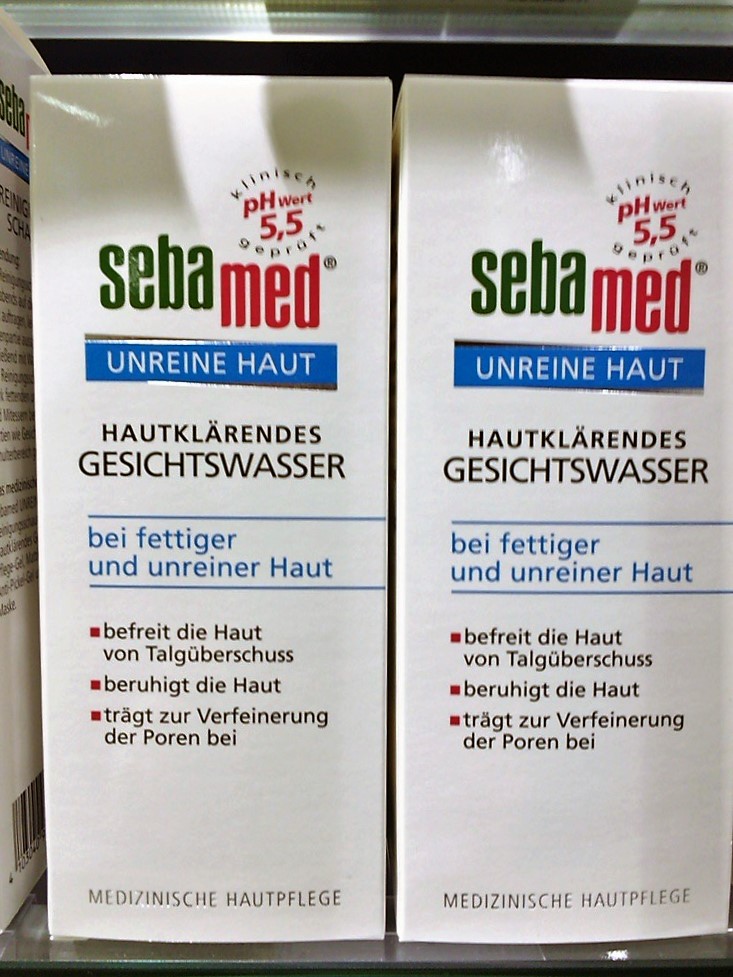 seba
UNREINE
klinisch
pH Wert
5,5
geprüft
sebamed®
UNREINE HAUT
HAUTKLÄRENDES
GESICHTSWASSER
bei fettiger
und unreiner Haut
befreit die Haut
von Talgüberschuss
beruhigt die Haut
trägt zur Verfeinerung
der Poren bei
MEDIZINISCHE HAUTPFLEGE
klinisch
pH Wert
5,5
geprüft
sebamed®
UNREINE HAUT
HAUTKLÄRENDES
GESICHTSWASSER
bei fettiger
und unreiner Haut
befreit die Haut
von Talgüberschuss
beruhigt die Haut
trägt zur Verfeinerung
der Poren bei
MEDIZINISCHE HAUTPFLEGE